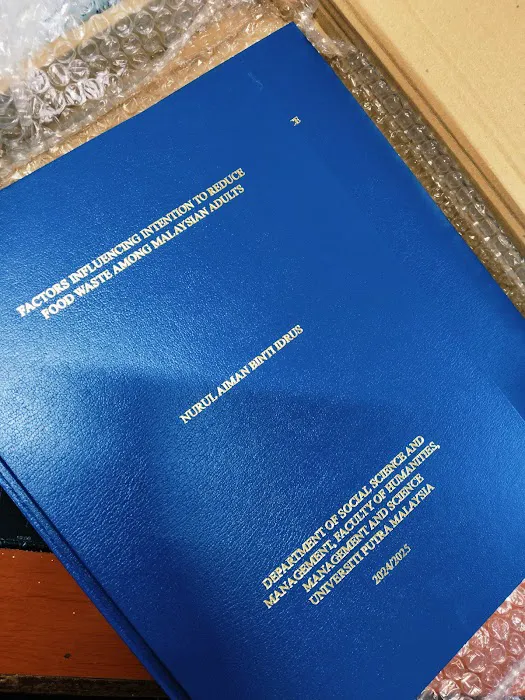 FACTORS INFLUENCING INTENTION TO REDUCE
FOOD WASTE AMONG MALAYSIAN ADULTS
NURUL AIMAN BINTI IDRUS
DEPARTMENT OF SOCIAL SCIENCE AND
MANAGEMENT, FACULTY OF HUMANITIES,
MANAGEMENT AND SCIENCE
UNIVERSITI PUTRA MALAYSIA
2024/2025